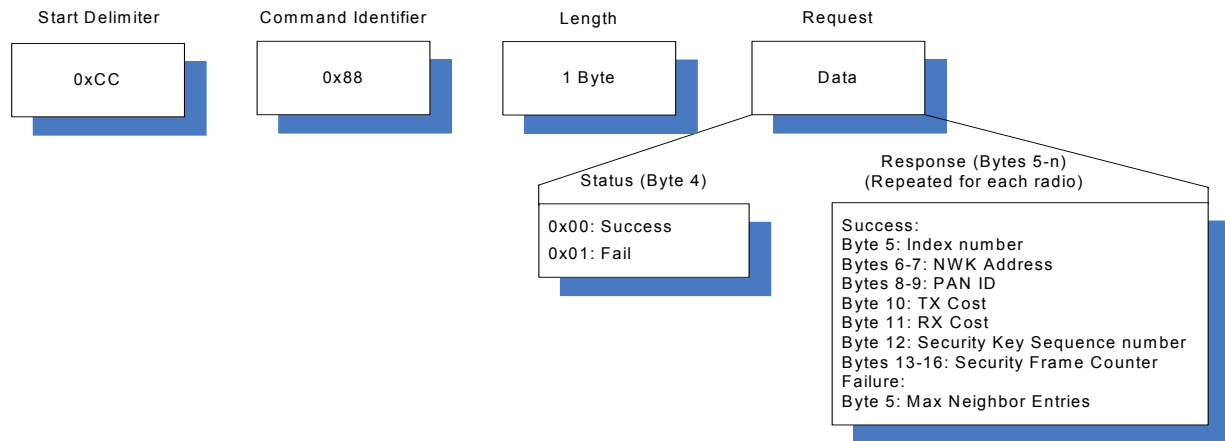 Start Delimiter
Command Identifier
Length
Request
0xCC
0x88
1 Byte
Data
Status (Byte 4)
0x00: Success
0x01: Fail
Response (Bytes 5-n)
(Repeated for each radio)
Success:
Byte 5: Index number
Bytes 6-7: NWK Address
Bytes 8-9: PAN ID
Byte 10: TX Cost
Byte 11: RX Cost
Byte 12: Security Key Sequence number
Bytes 13-16: Security Frame Counter
Failure:
Byte 5: Max Neighbor Entries